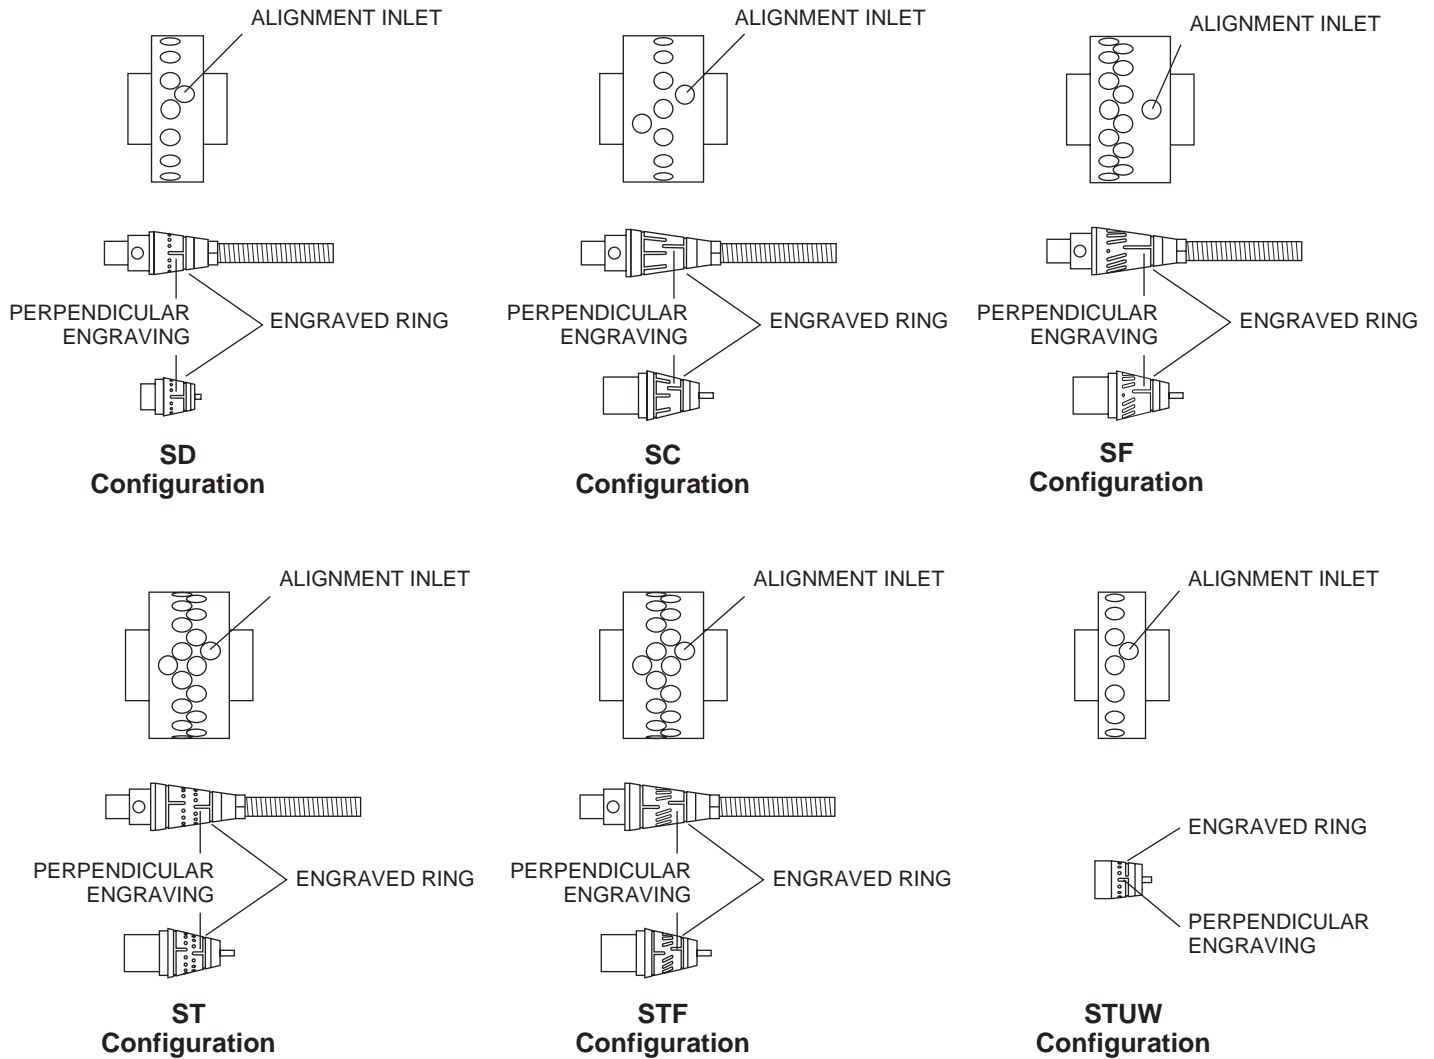 ALIGNMENT INLET
PERPENDICULAR
ENGRAVING
ENGRAVED RING
SD
Configuration
ALIGNMENT INLET
PERPENDICULAR
ENGRAVING
ENGRAVED RING
SC
Configuration
ALIGNMENT INLET
PERPENDICULAR
ENGRAVING
ENGRAVED RING
SF
Configuration
ALIGNMENT INLET
PERPENDICULAR
ENGRAVING
ENGRAVED RING
ST
Configuration
ALIGNMENT INLET
PERPENDICULAR
ENGRAVING
ENGRAVED RING
STF
Configuration
ALIGNMENT INLET
ENGRAVED RING
PERPENDICULAR
ENGRAVING
STUW
Configuration